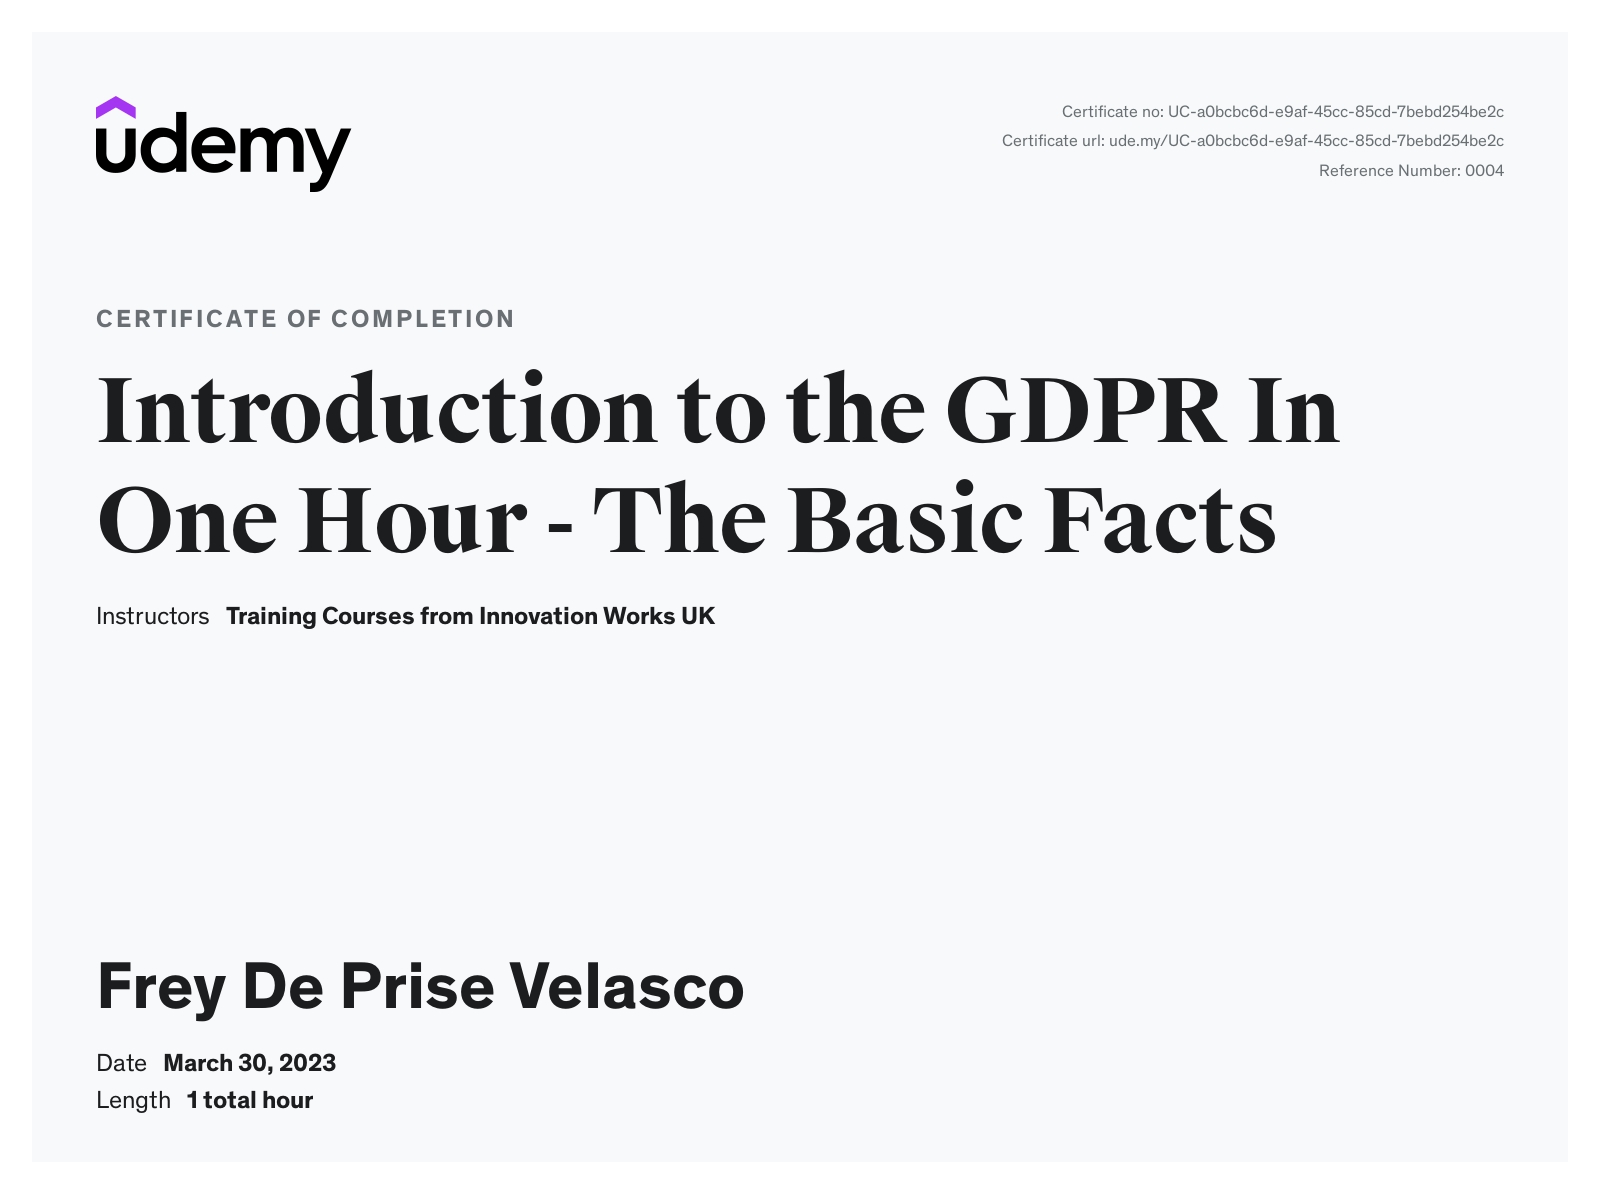 udemy
Certificate no: UC-a0bcbc6d-e9af-45cc-85cd-7bebd254be2c
Certificate url: ude.my/UC-a0bcbc6d-e9af-45cc-85cd-7bebd254be2c
Reference Number: 0004
CERTIFICATE OF COMPLETION
Introduction to the GDPR In
One Hour - The Basic Facts
Instructors Training Courses from Innovation Works UK
Frey De Prise Velasco
Date March 30, 2023
Length 1 total hour